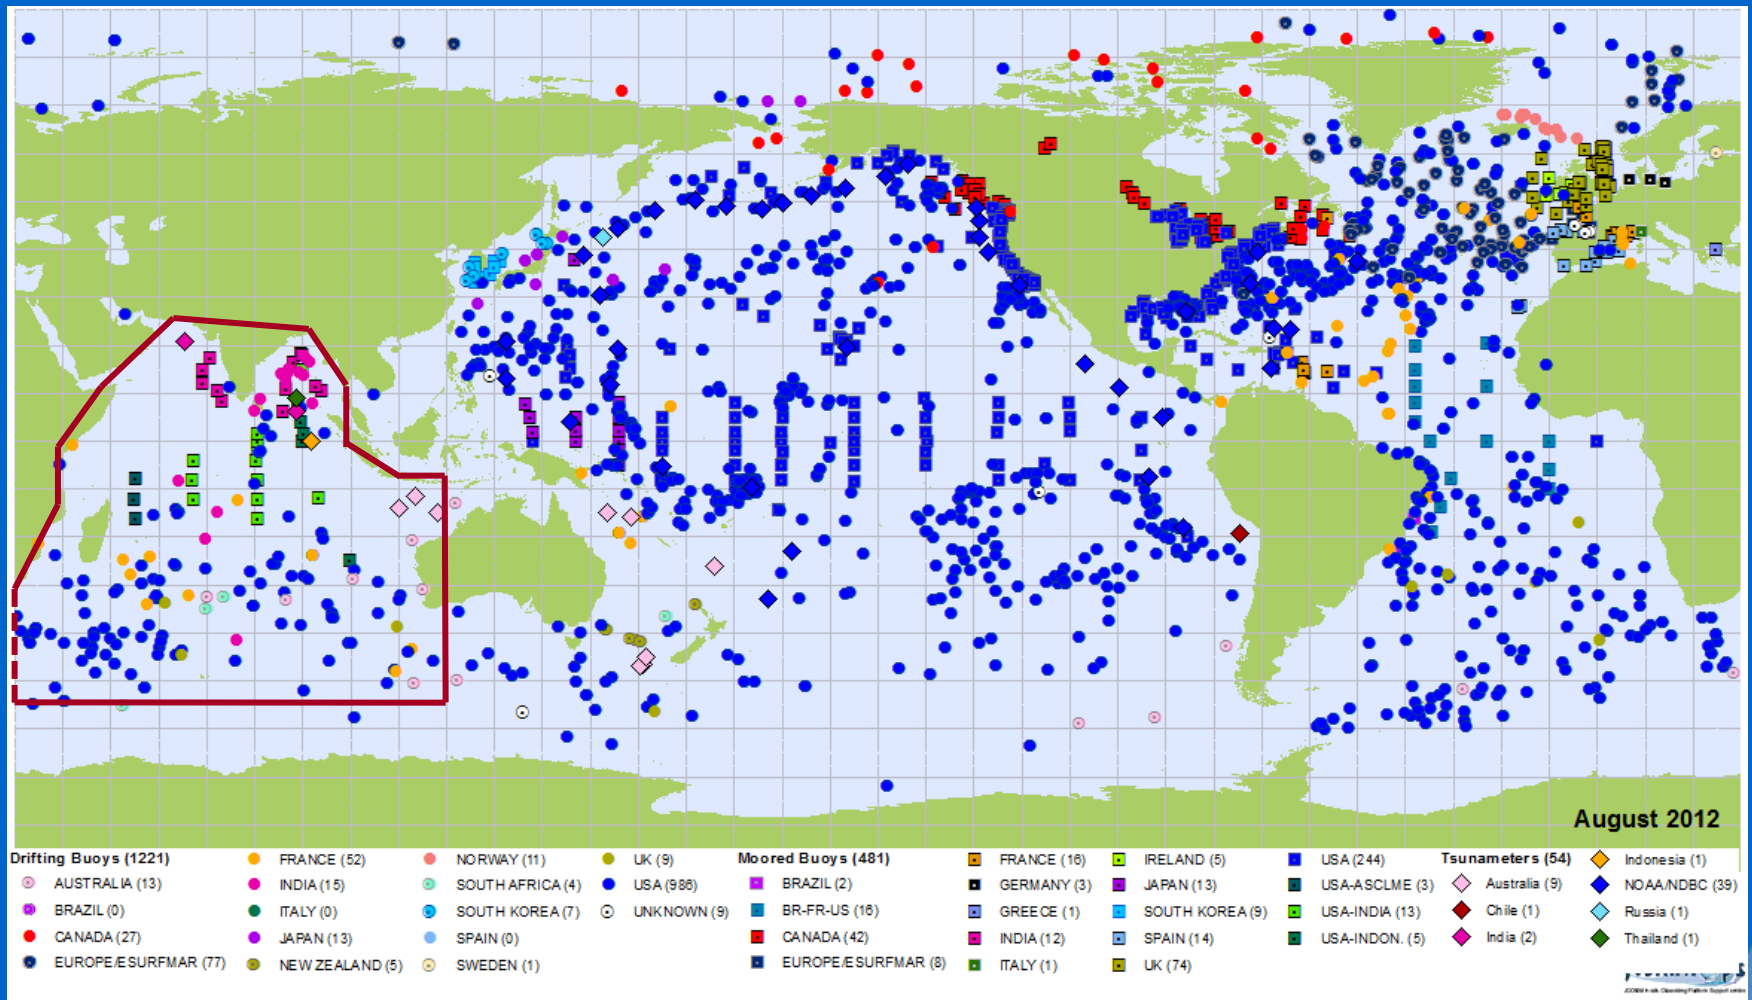 August 2012
Drifting Buoys (1221)
AUSTRALIA (13)
BRAZIL (0)
CANADA (27)
EUROPE/ESURFMAR (77)
FRANCE (52)
INDIA (15)
ITALY (0)
JAPAN (13)
NEW ZEALAND (5)
NORWAY (11)
SOUTH AFRICA (4)
SOUTH KOREA (7)
SPAIN (0)
SWEDEN (1)
UK (9)
USA (986)
UNKNOWN (9)
Moored Buoys (481)
BRAZIL (2)
BR-FR-US (16)
CANADA (42)
EUROPE/ESURFMAR (8)
FRANCE (16)
GERMANY (3)
GREECE (1)
INDIA (12)
ITALY (1)
IRELAND (5)
JAPAN (13)
SOUTH KOREA (9)
SPAIN (14)
UK (74)
USA (244)
USA-ASCLME (3)
USA-INDIA (13)
USA-INDON. (5)
Tsunameters (54)
Australia (9)
Chile (1)
India (2)
Indonesia (1)
NOAA/NDBC (39)
Russia (1)
Thailand (1)